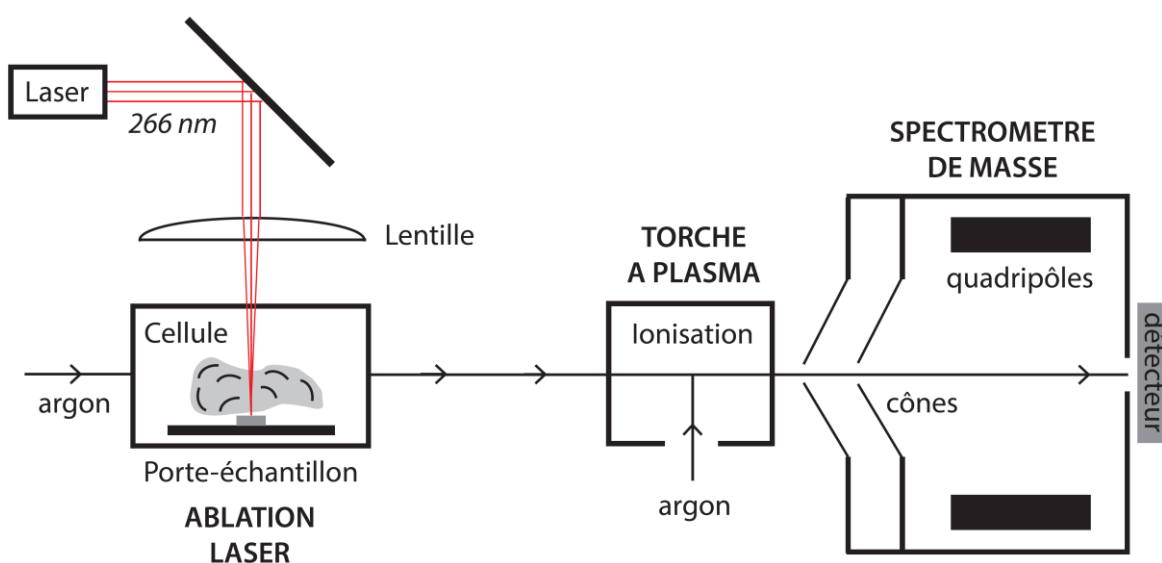 Laser
266 nm
Lentille
Cellule
argon
Porte-échantillon
ABLATION
LASER
TORCHE
A PLASMA
Ionisation
argon
SPECTROMETRE
DE MASSE
quadripôles
cônes
détecteur